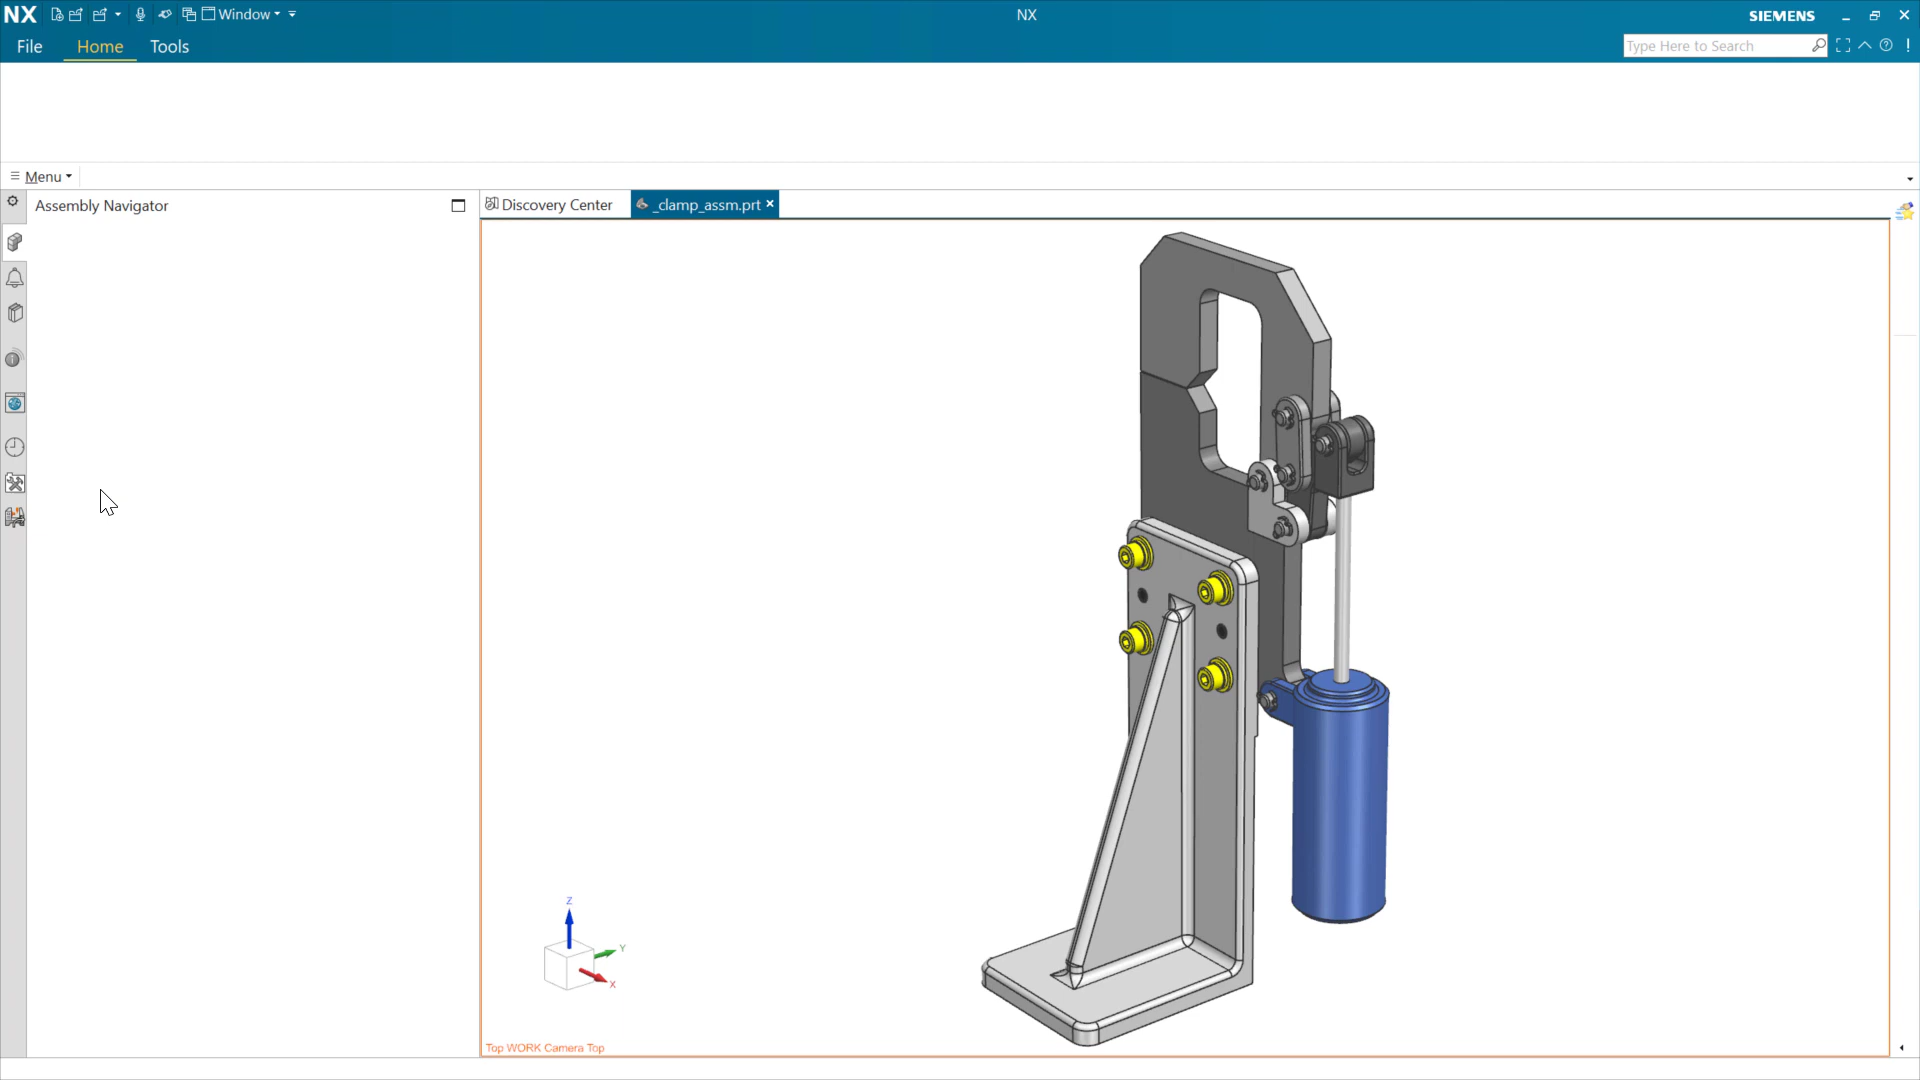 NX Window NX SIEMENS
File Home Tools Type Here to Search
Menu
Assembly Navigator Discovery Center _clamp_assm.prt
Z
Y
X
Top WORK Camera Top